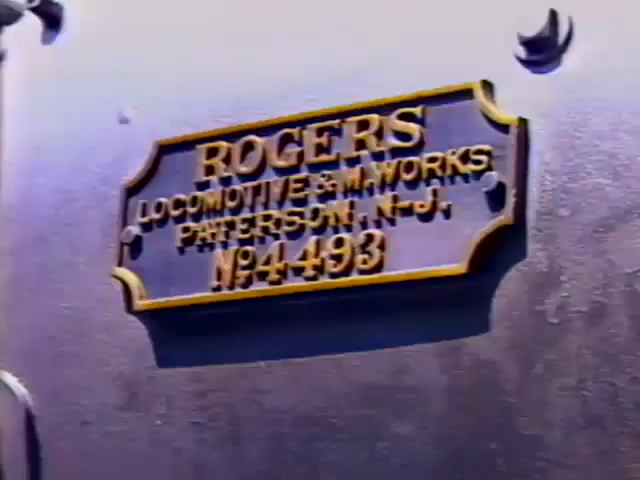 ROGERS
LOCOMOTIVE & M. WORKS
PATERSON, N-J.
No. 4493